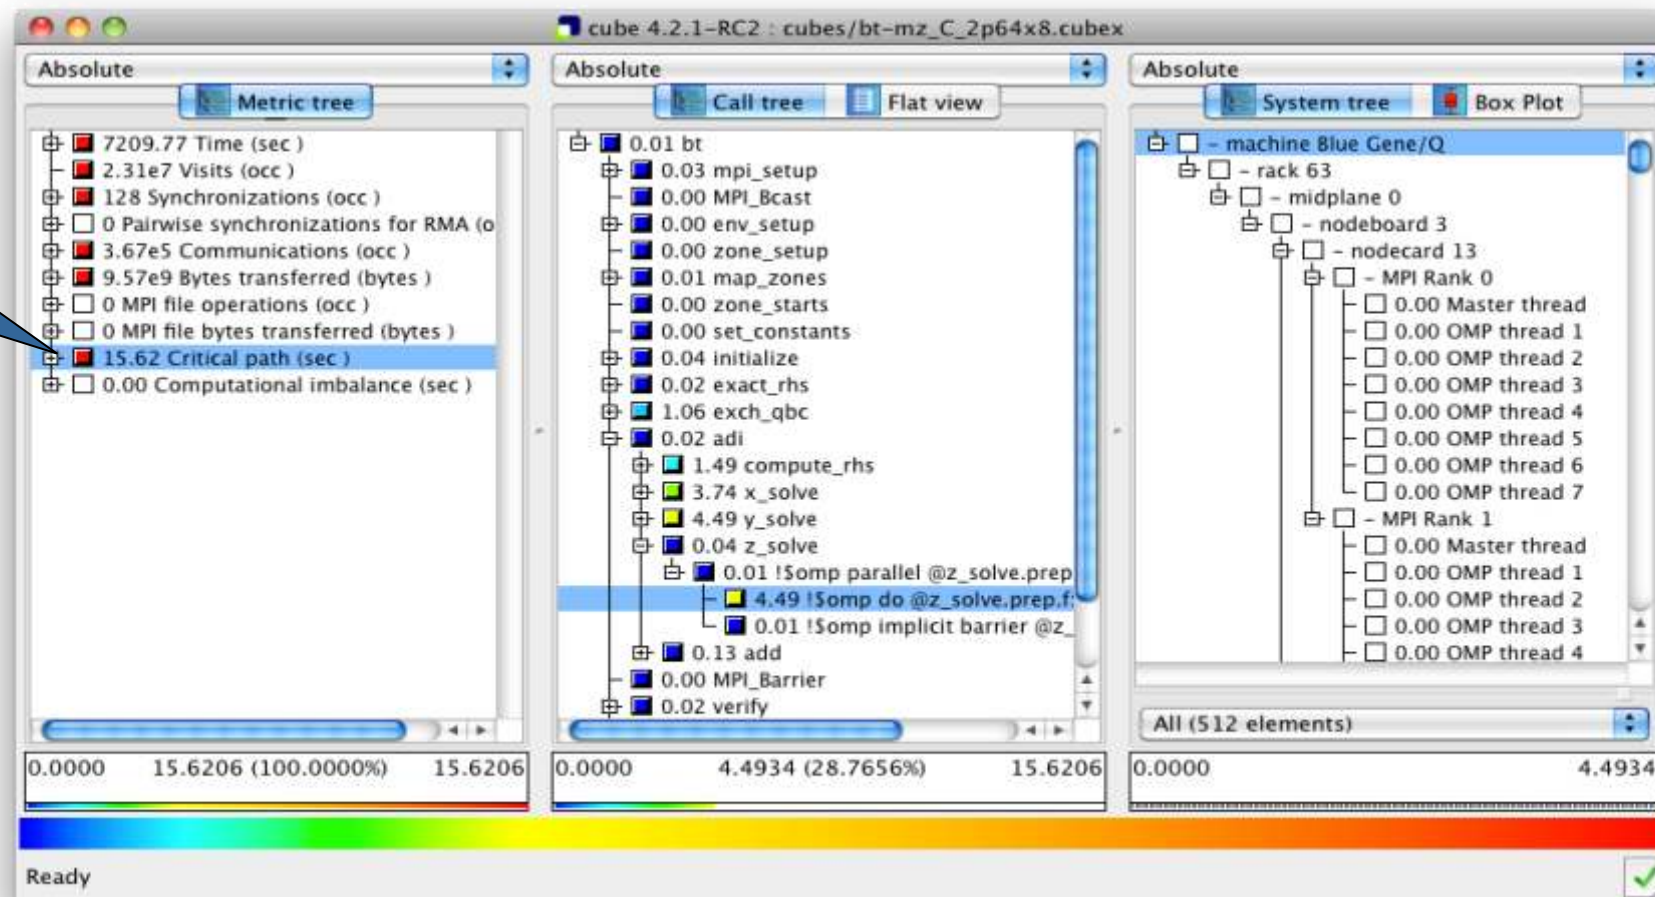 cube 4.2.1-RC2 : cubes/bt-mz_C_2p64x8.cubex
Absolute
Metric tree
7209.77 Time (sec )
2.31e7 Visits (occ )
128 Synchronizations (occ )
0 Pairwise synchronizations for RMA (o
3.67e5 Communications (occ )
9.57e9 Bytes transferred (bytes )
0 MPI file operations (occ )
0 MPI file bytes transferred (bytes )
15.62 Critical path (sec )
0.00 Computational imbalance (sec )
0.0000 15.6206 (100.0000%) 15.6206
Absolute
Call tree Flat view
0.01 bt
0.03 mpi_setup
0.00 MPI_Bcast
0.00 env_setup
0.00 zone_setup
0.01 map_zones
0.00 zone_starts
0.00 set_constants
0.04 initialize
0.02 exact_rhs
1.06 exch_qbc
0.02 adi
1.49 compute_rhs
3.74 x_solve
4.49 y_solve
0.04 z_solve
0.01 !$omp parallel @z_solve.prep
4.49 !$omp do @z_solve.prep.f:
0.01 !$omp implicit barrier @z_
0.13 add
0.00 MPI_Barrier
0.02 verify
0.0000 4.4934 (28.7656%) 15.6206
Absolute
System tree Box Plot
- machine Blue Gene/Q
- rack 63
- midplane 0
- nodeboard 3
- nodecard 13
- MPI Rank 0
0.00 Master thread
0.00 OMP thread 1
0.00 OMP thread 2
0.00 OMP thread 3
0.00 OMP thread 4
0.00 OMP thread 5
0.00 OMP thread 6
0.00 OMP thread 7
- MPI Rank 1
0.00 Master thread
0.00 OMP thread 1
0.00 OMP thread 2
0.00 OMP thread 3
0.00 OMP thread 4
All (512 elements)
0.0000 4.4934
Ready